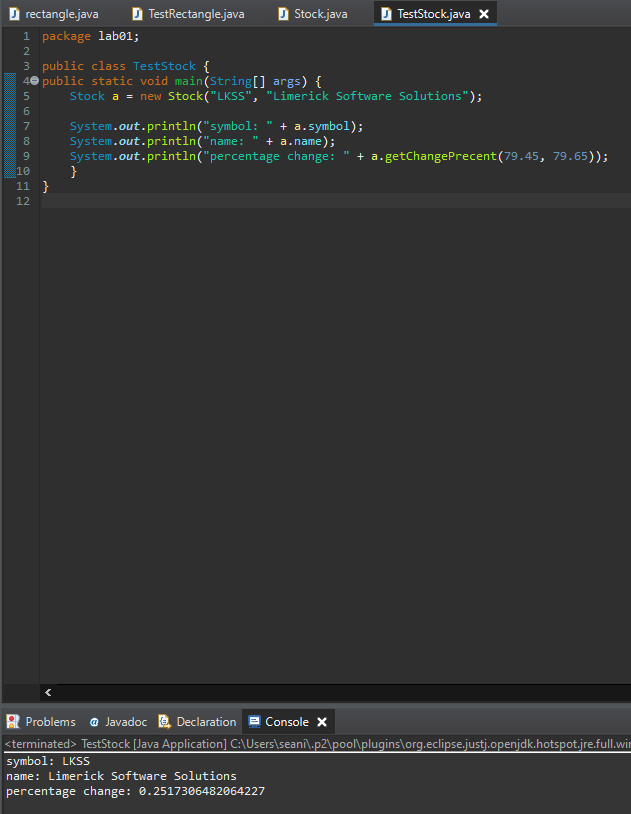 rectangle.java TestRectangle.java Stock.java TestStock.java
1 package lab01;
2
3 public class TestStock {
4 public static void main(String[] args) {
5 Stock a = new Stock("LKSS", "Limerick Software Solutions");
6
7 System.out.println("symbol: " + a.symbol);
8 System.out.println("name: " + a.name);
9 System.out.println("percentage change: " + a.getChangePrecent(79.45, 79.65));
10 }
11 }
12
Problems @ Javadoc Declaration Console
<terminated> TestStock [Java Application] C:\Users\seani\.p2\pool\plugins\org.eclipse.justj.openjdk.hotspot.jre.full.wi
symbol: LKSS
name: Limerick Software Solutions
percentage change: 0.2517306482064227